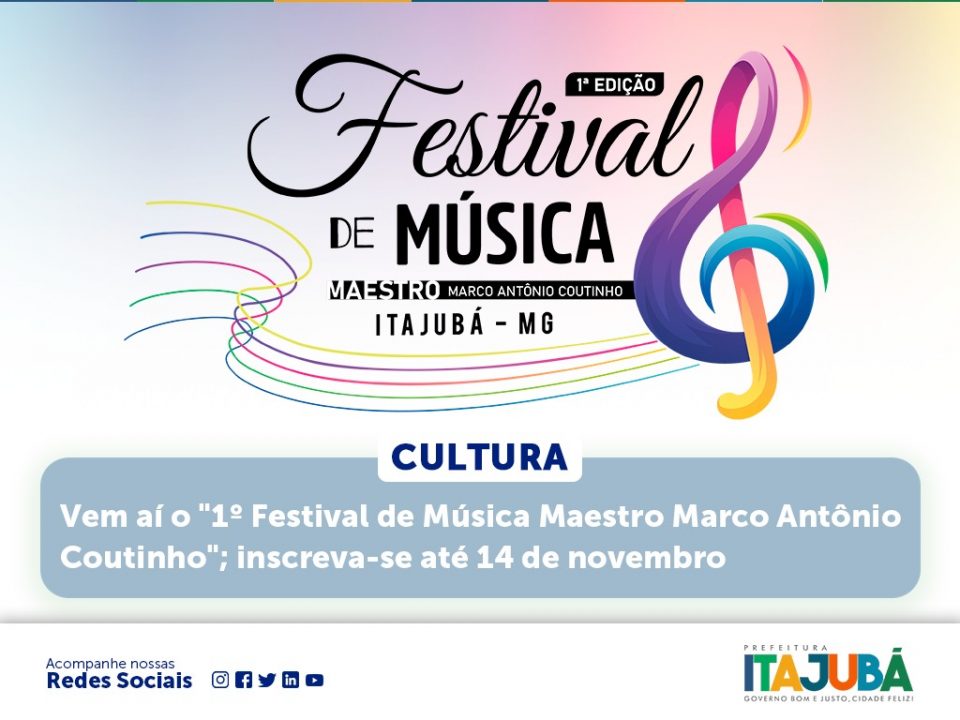 1ª EDIÇÃO
Festival
DE MÚSICA
MAESTRO MARCO ANTÔNIO COUTINHO
ITAJUBÁ - MG
CULTURA
Vem aí o "1º Festival de Música Maestro Marco Antônio
Coutinho"; inscreva-se até 14 de novembro
Acompanhe nossas
Redes Sociais
PREFEITURA
ITAJUBÁ
GOVERNO BOM E JUSTO, CIDADE FELIZ!